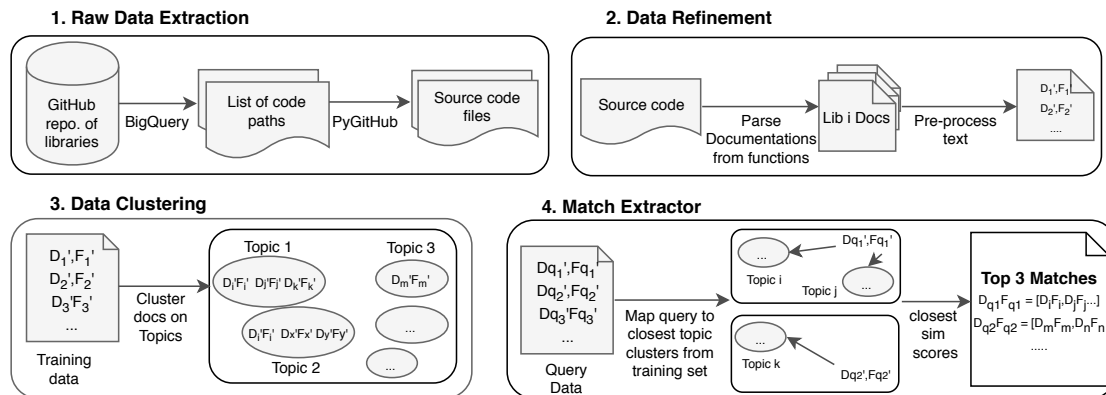 1. Raw Data Extraction
GitHub
repo. of
libraries
BigQuery
List of code
paths
PyGitHub
Source code
files
2. Data Refinement
Source code
Parse
Documentations
from functions
Lib i Docs
Pre-process
text
D₁',F₁'
D₂',F₂'
....
3. Data Clustering
D₁',F₁'
D₂',F₂'
D₃'F₃'
...
Training
data
Cluster
docs on
Topics
Topic 1
Dᵢ'Fᵢ' Dⱼ'Fⱼ' Dₖ'Fₖ'
Topic 3
Dₘ'Fₘ'
Dᵢ'Fᵢ' Dx'Fx' Dy'Fy'
Topic 2
...
...
4. Match Extractor
Dq₁',Fq₁'
Dq₂',Fq₂'
Dq₃'Fq₃'
...
Query
Data
Map query to
closest topic
clusters from
training set
...
Topic i
Dq₁',Fq₁'
Topic j
...
...
Topic k
Dq₂',Fq₂'
closest
sim
scores
Top 3 Matches
D_q1F_q1 = [DᵢFᵢ,DⱼFⱼ...]
D_q2F_q2 = [DₘFₘ,DₙFₙ
.....